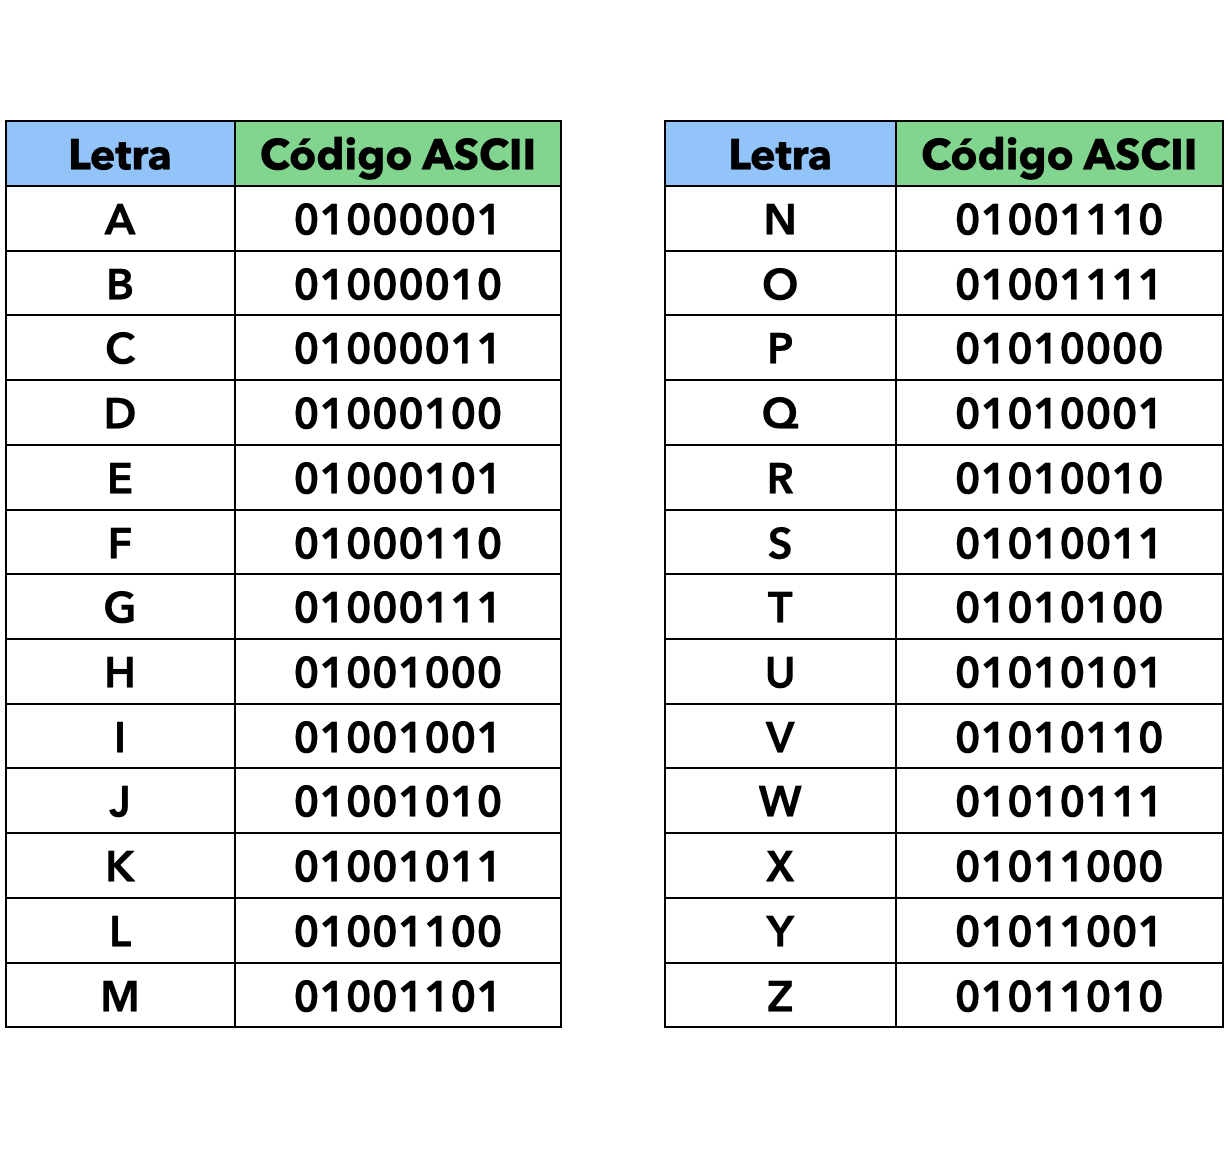 Letra Código ASCII
A 01000001
B 01000010
C 01000011
D 01000100
E 01000101
F 01000110
G 01000111
H 01001000
I 01001001
J 01001010
K 01001011
L 01001100
M 01001101
Letra Código ASCII
N 01001110
O 01001111
P 01010000
Q 01010001
R 01010010
S 01010011
T 01010100
U 01010101
V 01010110
W 01010111
X 01011000
Y 01011001
Z 01011010